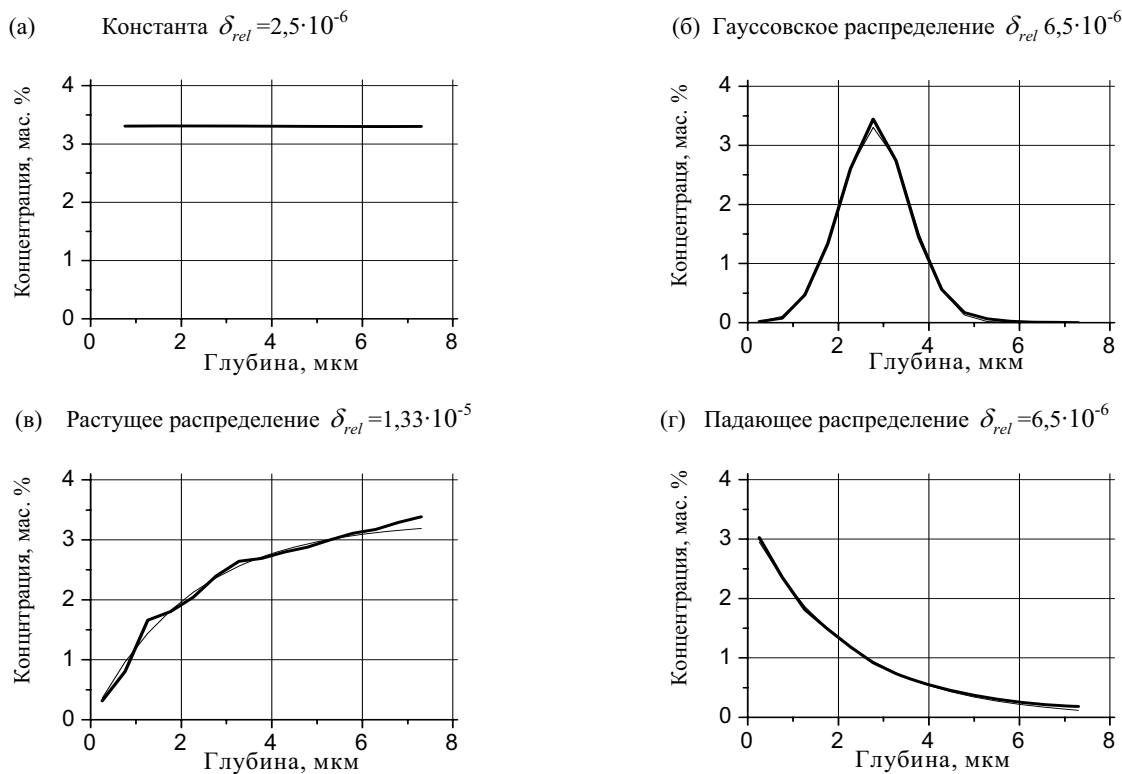 (а) Константа δrel =2,5·10-6
Концентрация, мас. %
4
3
2
1
0
0 2 4 6 8
Глубина, мкм
(б) Гауссовское распределение δrel 6,5·10-6
Концентраця, мас. %
4
3
2
1
0
0 2 4 6 8
Глубина, мкм
(в) Растущее распределение δrel =1,33·10-5
Концнтрация, мас. %
4
3
2
1
0
0 2 4 6 8
Глубина, мкм
(г) Падающее распределение δrel =6,5·10-6
Концентрация, мас. %
4
3
2
1
0
0 2 4 6 8
Глубина, мкм